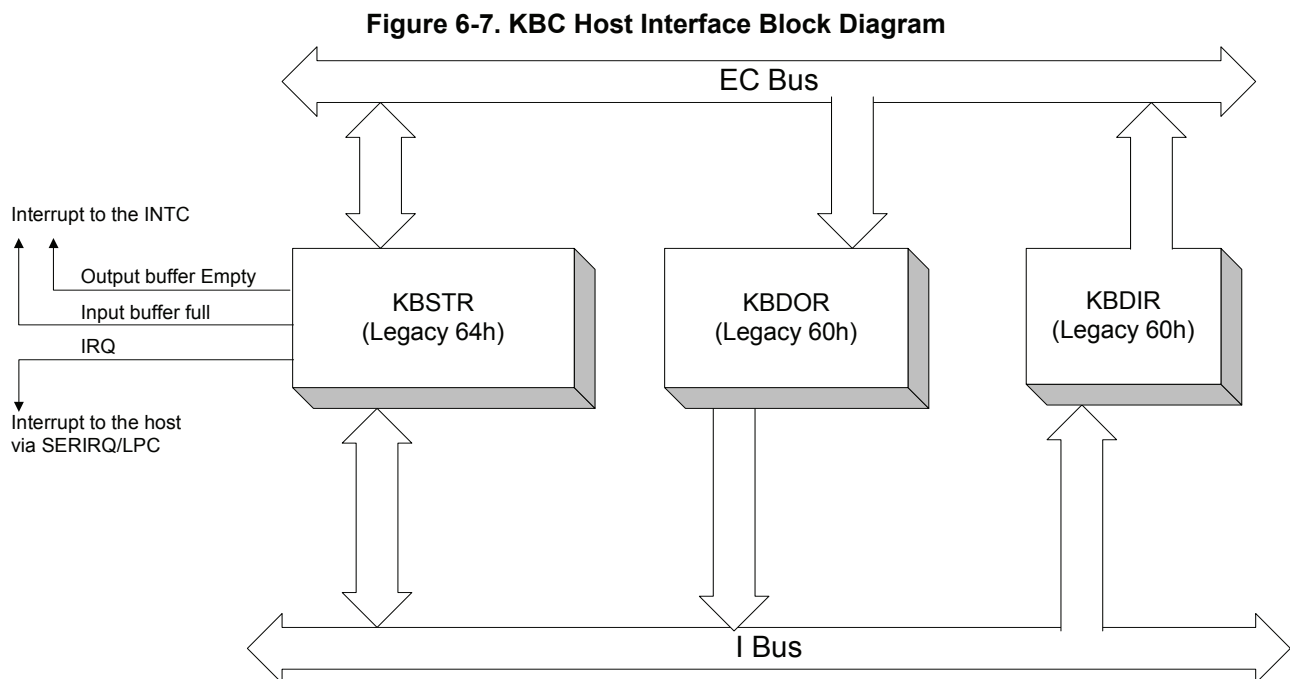 Figure 6-7. KBC Host Interface Block Diagram
EC Bus
Interrupt to the INTC
Output buffer Empty
Input buffer full
IRQ
Interrupt to the host
via SERIRQ/LPC
KBSTR
(Legacy 64h)
KBDOR
(Legacy 60h)
KBDIR
(Legacy 60h)
I Bus